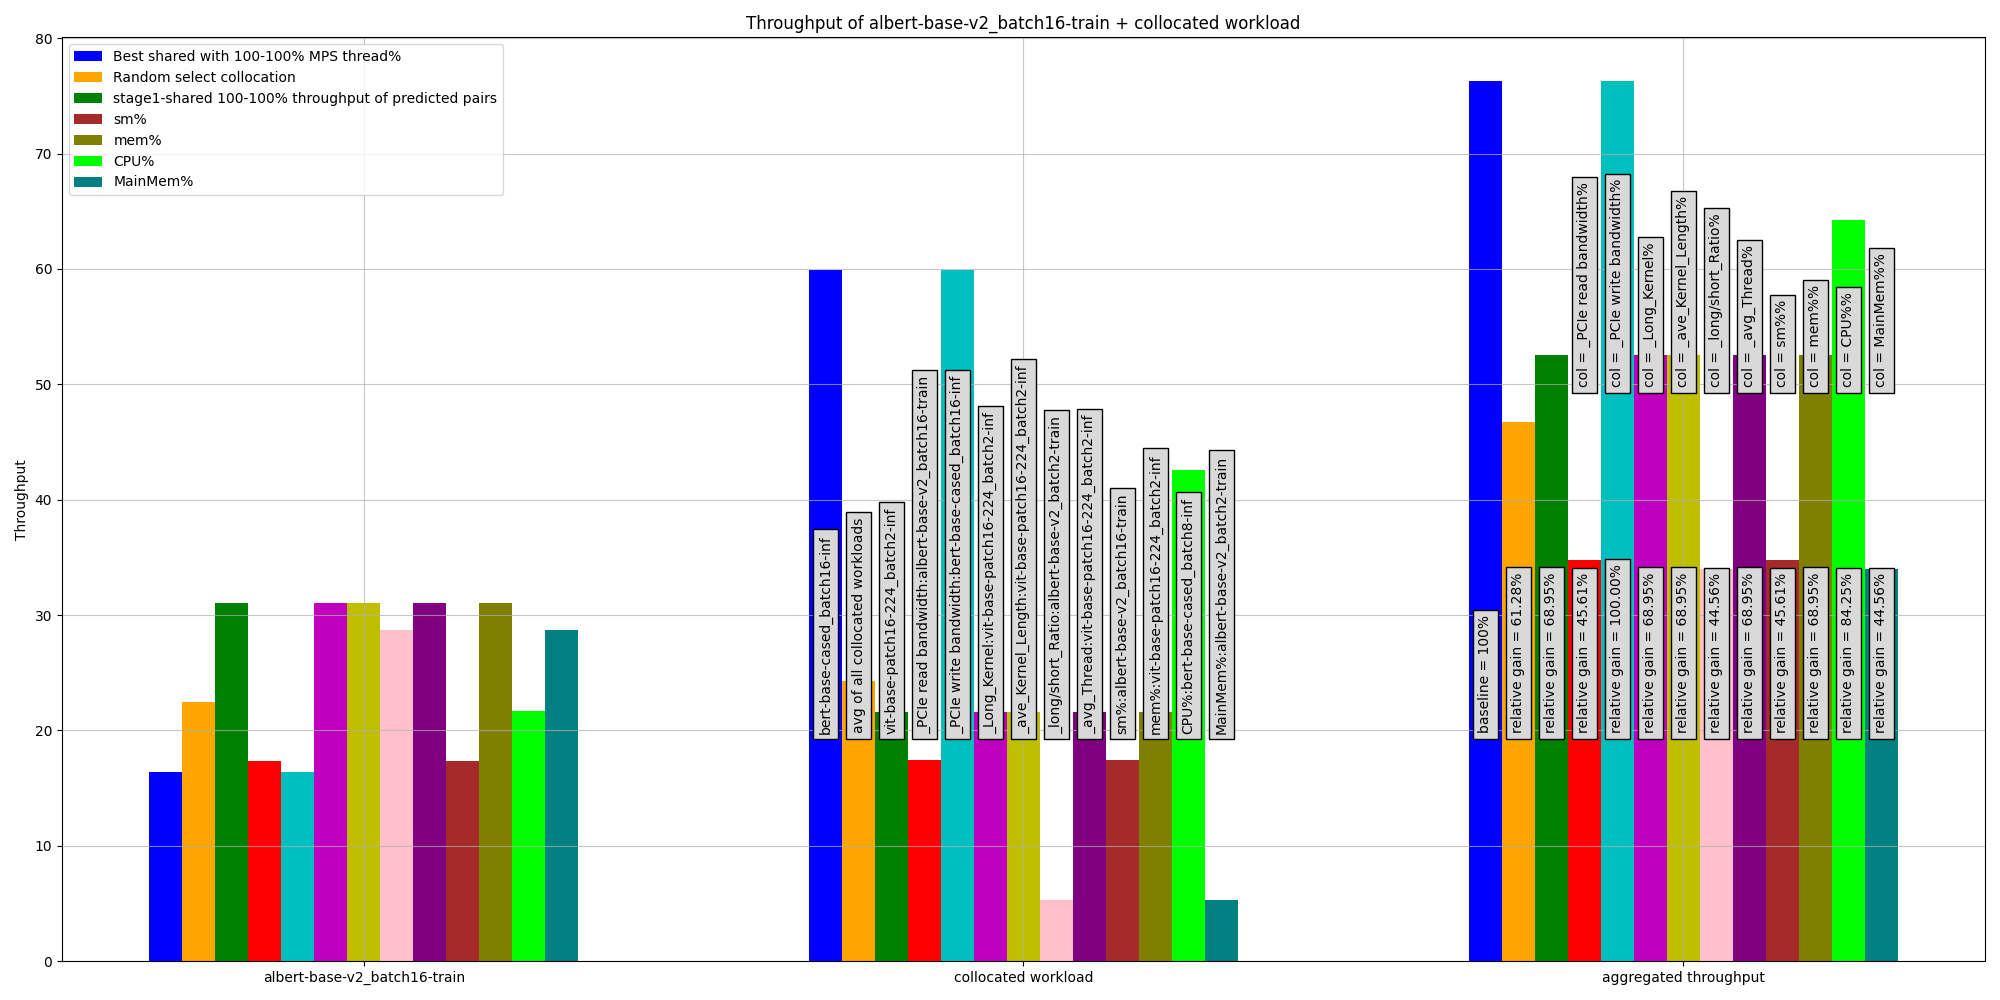 Throughput of albert-base-v2_batch16-train + collocated workload
Throughput
80
70
60
50
40
30
20
10
0
Best shared with 100-100% MPS thread%
Random select collocation
stage1-shared 100-100% throughput of predicted pairs
sm%
mem%
CPU%
MainMem%
bert-base-cased_batch16-inf
avg of all collocated workloads
vit-base-patch16-224_batch2-inf
_PCIe read bandwidth:albert-base-v2_batch16-train
_PCIe write bandwidth:bert-base-cased_batch16-inf
_Long_Kernel:vit-base-patch16-224_batch2-inf
_ave_Kernel_Length:vit-base-patch16-224_batch2-inf
_long/short_Ratio:albert-base-v2_batch2-train
_avg_Thread:vit-base-patch16-224_batch2-inf
sm%:albert-base-v2_batch16-train
mem%:vit-base-patch16-224_batch2-inf
CPU%:bert-base-cased_batch8-inf
MainMem%:albert-base-v2_batch2-train
col = _PCIe read bandwidth%
col = _PCIe write bandwidth%
col = _Long_Kernel%
col = _ave_Kernel_Length%
col = _long/short_Ratio%
col = _avg_Thread%
col = sm%%
col = mem%%
col = CPU%%
col = MainMem%%
baseline = 100%
relative gain = 61.28%
relative gain = 68.95%
relative gain = 45.61%
relative gain = 100.00%
relative gain = 68.95%
relative gain = 68.95%
relative gain = 44.56%
relative gain = 68.95%
relative gain = 45.61%
relative gain = 68.95%
relative gain = 84.25%
relative gain = 44.56%
albert-base-v2_batch16-train
collocated workload
aggregated throughput